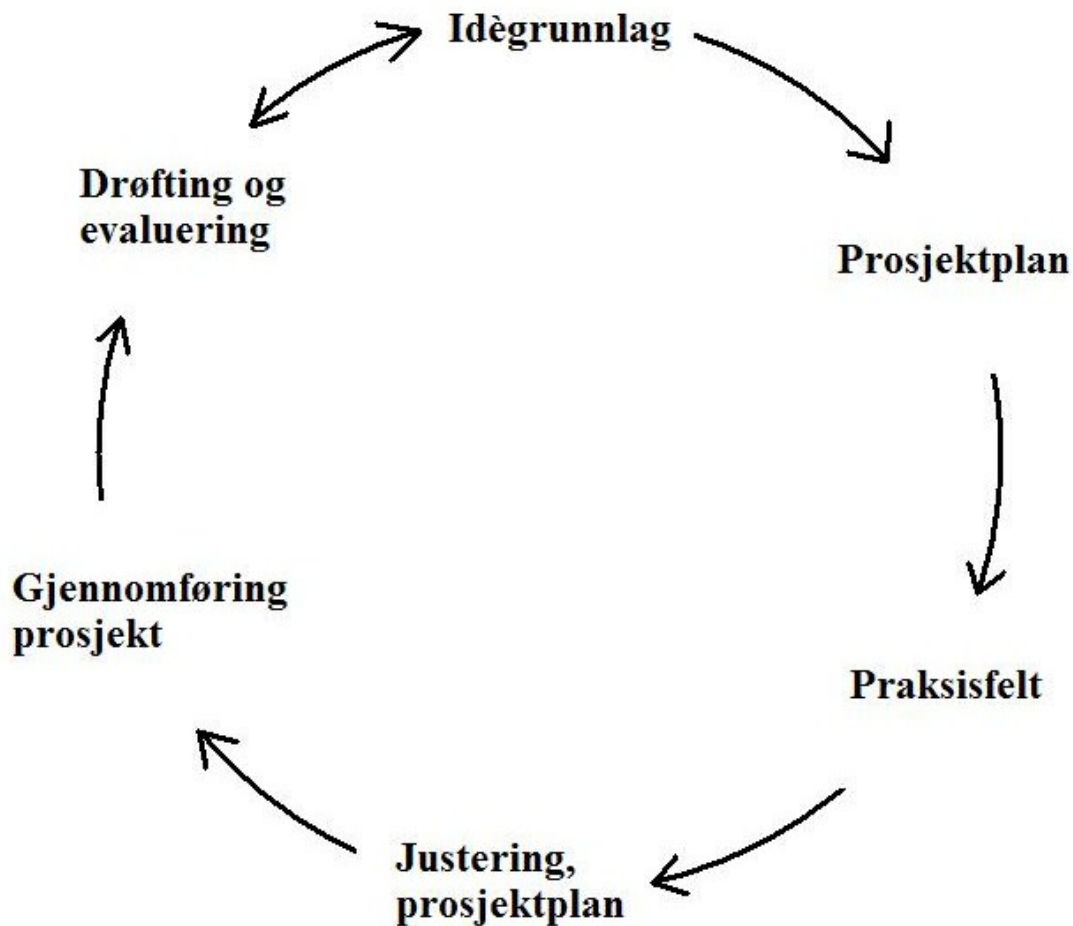 Idègrunnlag
Prosjektplan
Praksisfelt
Justering,
prosjektplan
Gjennomføring
prosjekt
Drøfting og
evaluering